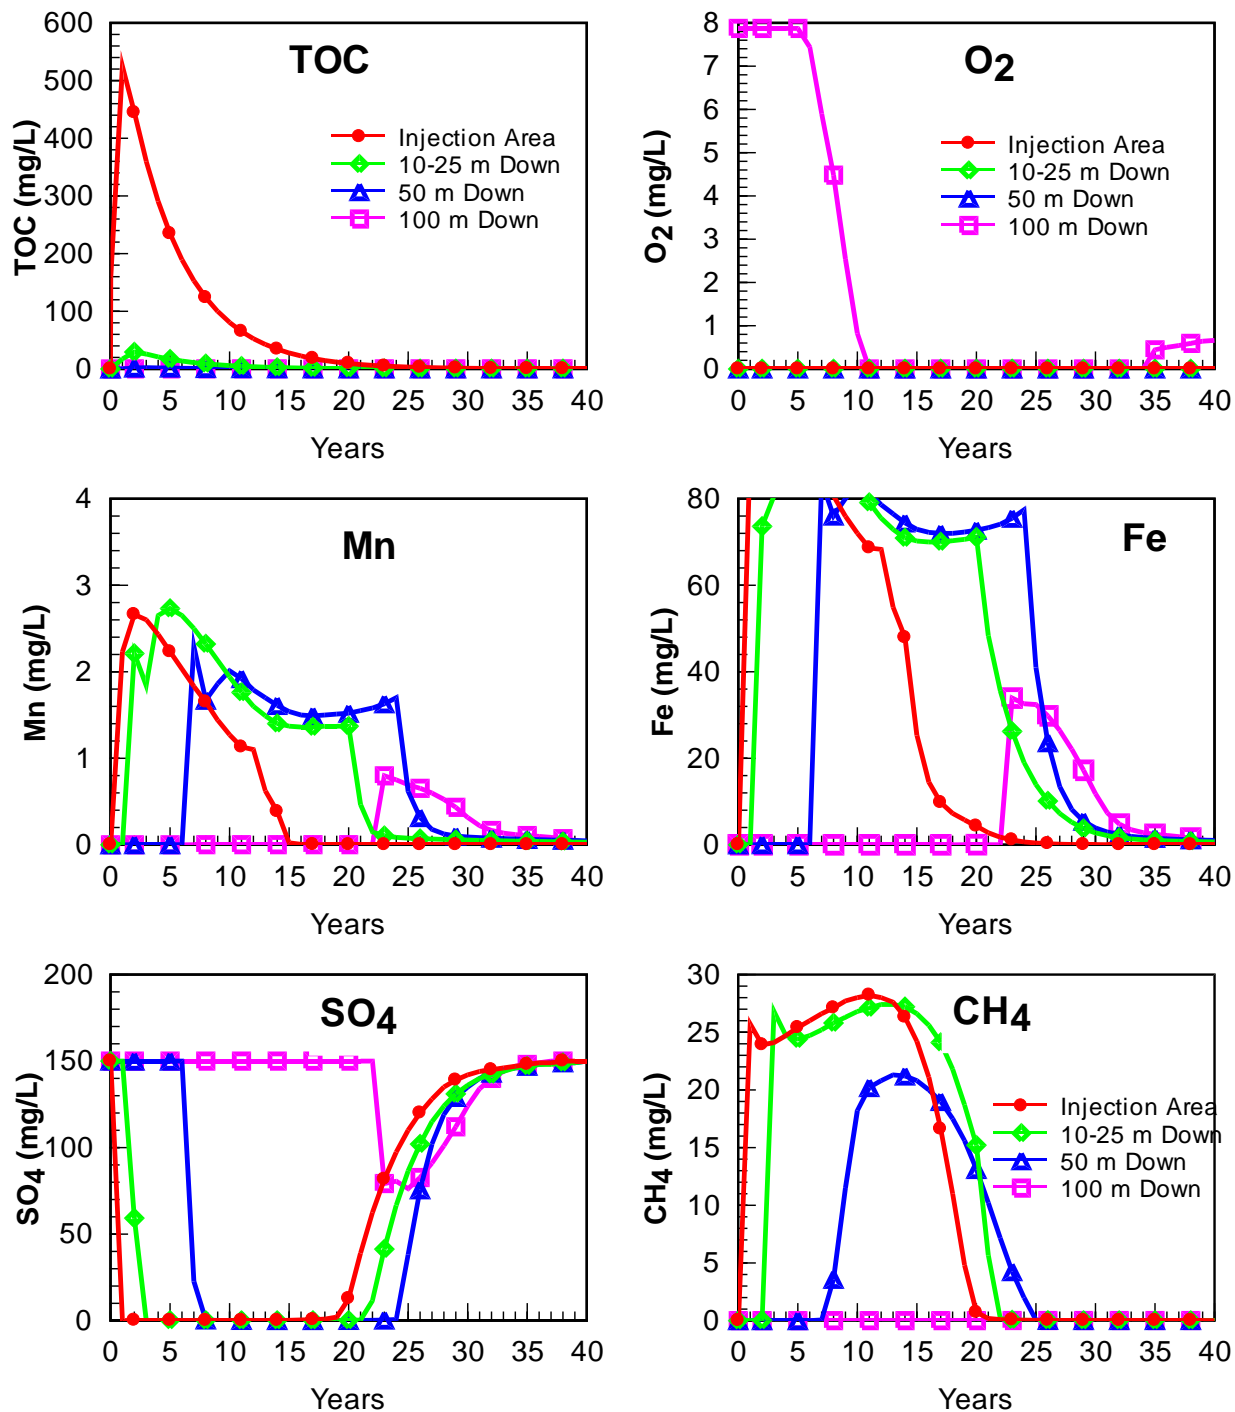 TOC
TOC (mg/L)
600
500
400
300
200
100
0
Injection Area
10-25 m Down
50 m Down
100 m Down
0 5 10 15 20 25 30 35 40
Years
O2
O2 (mg/L)
8
7
6
5
4
3
2
1
0
Injection Area
10-25 m Down
50 m Down
100 m Down
0 5 10 15 20 25 30 35 40
Years
Mn
Mn (mg/L)
4
3
2
1
0
0 5 10 15 20 25 30 35 40
Years
Fe
Fe (mg/L)
80
60
40
20
0
0 5 10 15 20 25 30 35 40
Years
SO4
SO4 (mg/L)
200
150
100
50
0
0 5 10 15 20 25 30 35 40
Years
CH4
CH4 (mg/L)
30
25
20
15
10
5
0
Injection Area
10-25 m Down
50 m Down
100 m Down
0 5 10 15 20 25 30 35 40
Years